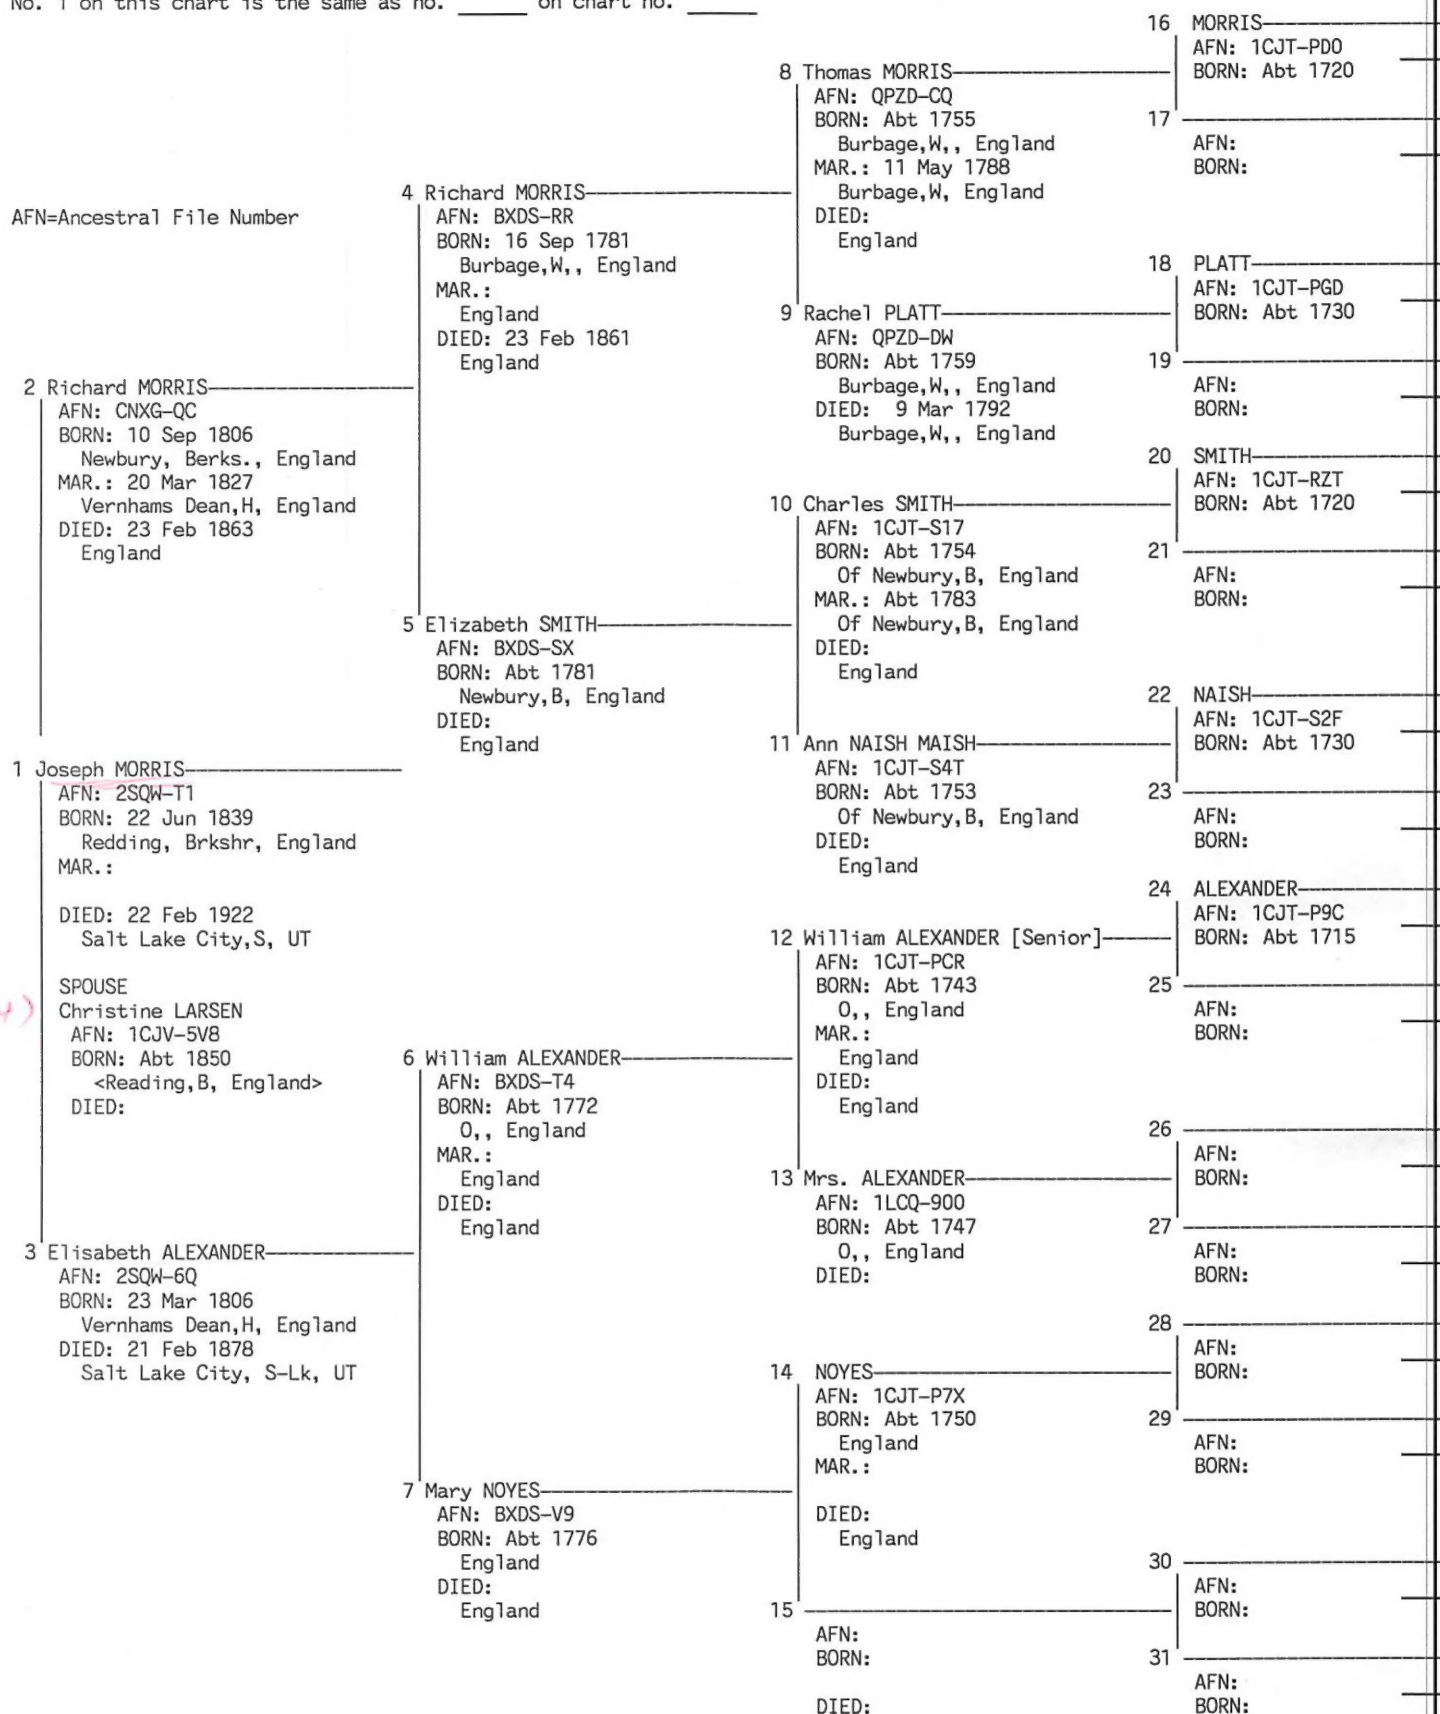 No. 1 on this chart is the same as no. ______ on chart no. ______
AFN=Ancestral File Number
1 Joseph MORRIS
AFN: 2SQW-T1
BORN: 22 Jun 1839
Redding, Brkshr, England
MAR.:
DIED: 22 Feb 1922
Salt Lake City,S, UT
SPOUSE
Christine LARSEN
AFN: 1CJV-5V8
BORN: Abt 1850
<Reading,B, England>
DIED:
2 Richard MORRIS
AFN: CNXG-QC
BORN: 10 Sep 1806
Newbury, Berks., England
MAR.: 20 Mar 1827
Vernhams Dean,H, England
DIED: 23 Feb 1863
England
3 Elisabeth ALEXANDER
AFN: 2SQW-6Q
BORN: 23 Mar 1806
Vernhams Dean,H, England
DIED: 21 Feb 1878
Salt Lake City, S-Lk, UT
4 Richard MORRIS
AFN: BXDS-RR
BORN: 16 Sep 1781
Burbage,W,, England
MAR.:
England
DIED: 23 Feb 1861
England
5 Elizabeth SMITH
AFN: BXDS-SX
BORN: Abt 1781
Newbury,B, England
DIED:
England
6 William ALEXANDER
AFN: BXDS-T4
BORN: Abt 1772
O,, England
MAR.:
England
DIED:
England
7 Mary NOYES
AFN: BXDS-V9
BORN: Abt 1776
England
DIED:
England
8 Thomas MORRIS
AFN: QPZD-CQ
BORN: Abt 1755
Burbage,W,, England
MAR.: 11 May 1788
Burbage,W, England
DIED:
England
9 Rachel PLATT
AFN: QPZD-DW
BORN: Abt 1759
Burbage,W,, England
DIED: 9 Mar 1792
Burbage,W,, England
10 Charles SMITH
AFN: 1CJT-S17
BORN: Abt 1754
Of Newbury,B, England
MAR.: Abt 1783
Of Newbury,B, England
DIED:
England
11 Ann NAISH MAISH
AFN: 1CJT-S4T
BORN: Abt 1753
Of Newbury,B, England
DIED:
England
12 William ALEXANDER [Senior]
AFN: 1CJT-PCR
BORN: Abt 1743
O,, England
MAR.:
England
DIED:
England
13 Mrs. ALEXANDER
AFN: 1LCQ-900
BORN: Abt 1747
O,, England
DIED:
14 NOYES
AFN: 1CJT-P7X
BORN: Abt 1750
England
MAR.:
DIED:
England
15
AFN:
BORN:
DIED:
16 MORRIS
AFN: 1CJT-PD0
BORN: Abt 1720
17
AFN:
BORN:
18 PLATT
AFN: 1CJT-PGD
BORN: Abt 1730
19
AFN:
BORN:
20 SMITH
AFN: 1CJT-RZT
BORN: Abt 1720
21
AFN:
BORN:
22 NAISH
AFN: 1CJT-S2F
BORN: Abt 1730
23
AFN:
BORN:
24 ALEXANDER
AFN: 1CJT-P9C
BORN: Abt 1715
25
AFN:
BORN:
26
AFN:
BORN:
27
AFN:
BORN:
28
AFN:
BORN:
29
AFN:
BORN:
30
AFN:
BORN:
31
AFN:
BORN: